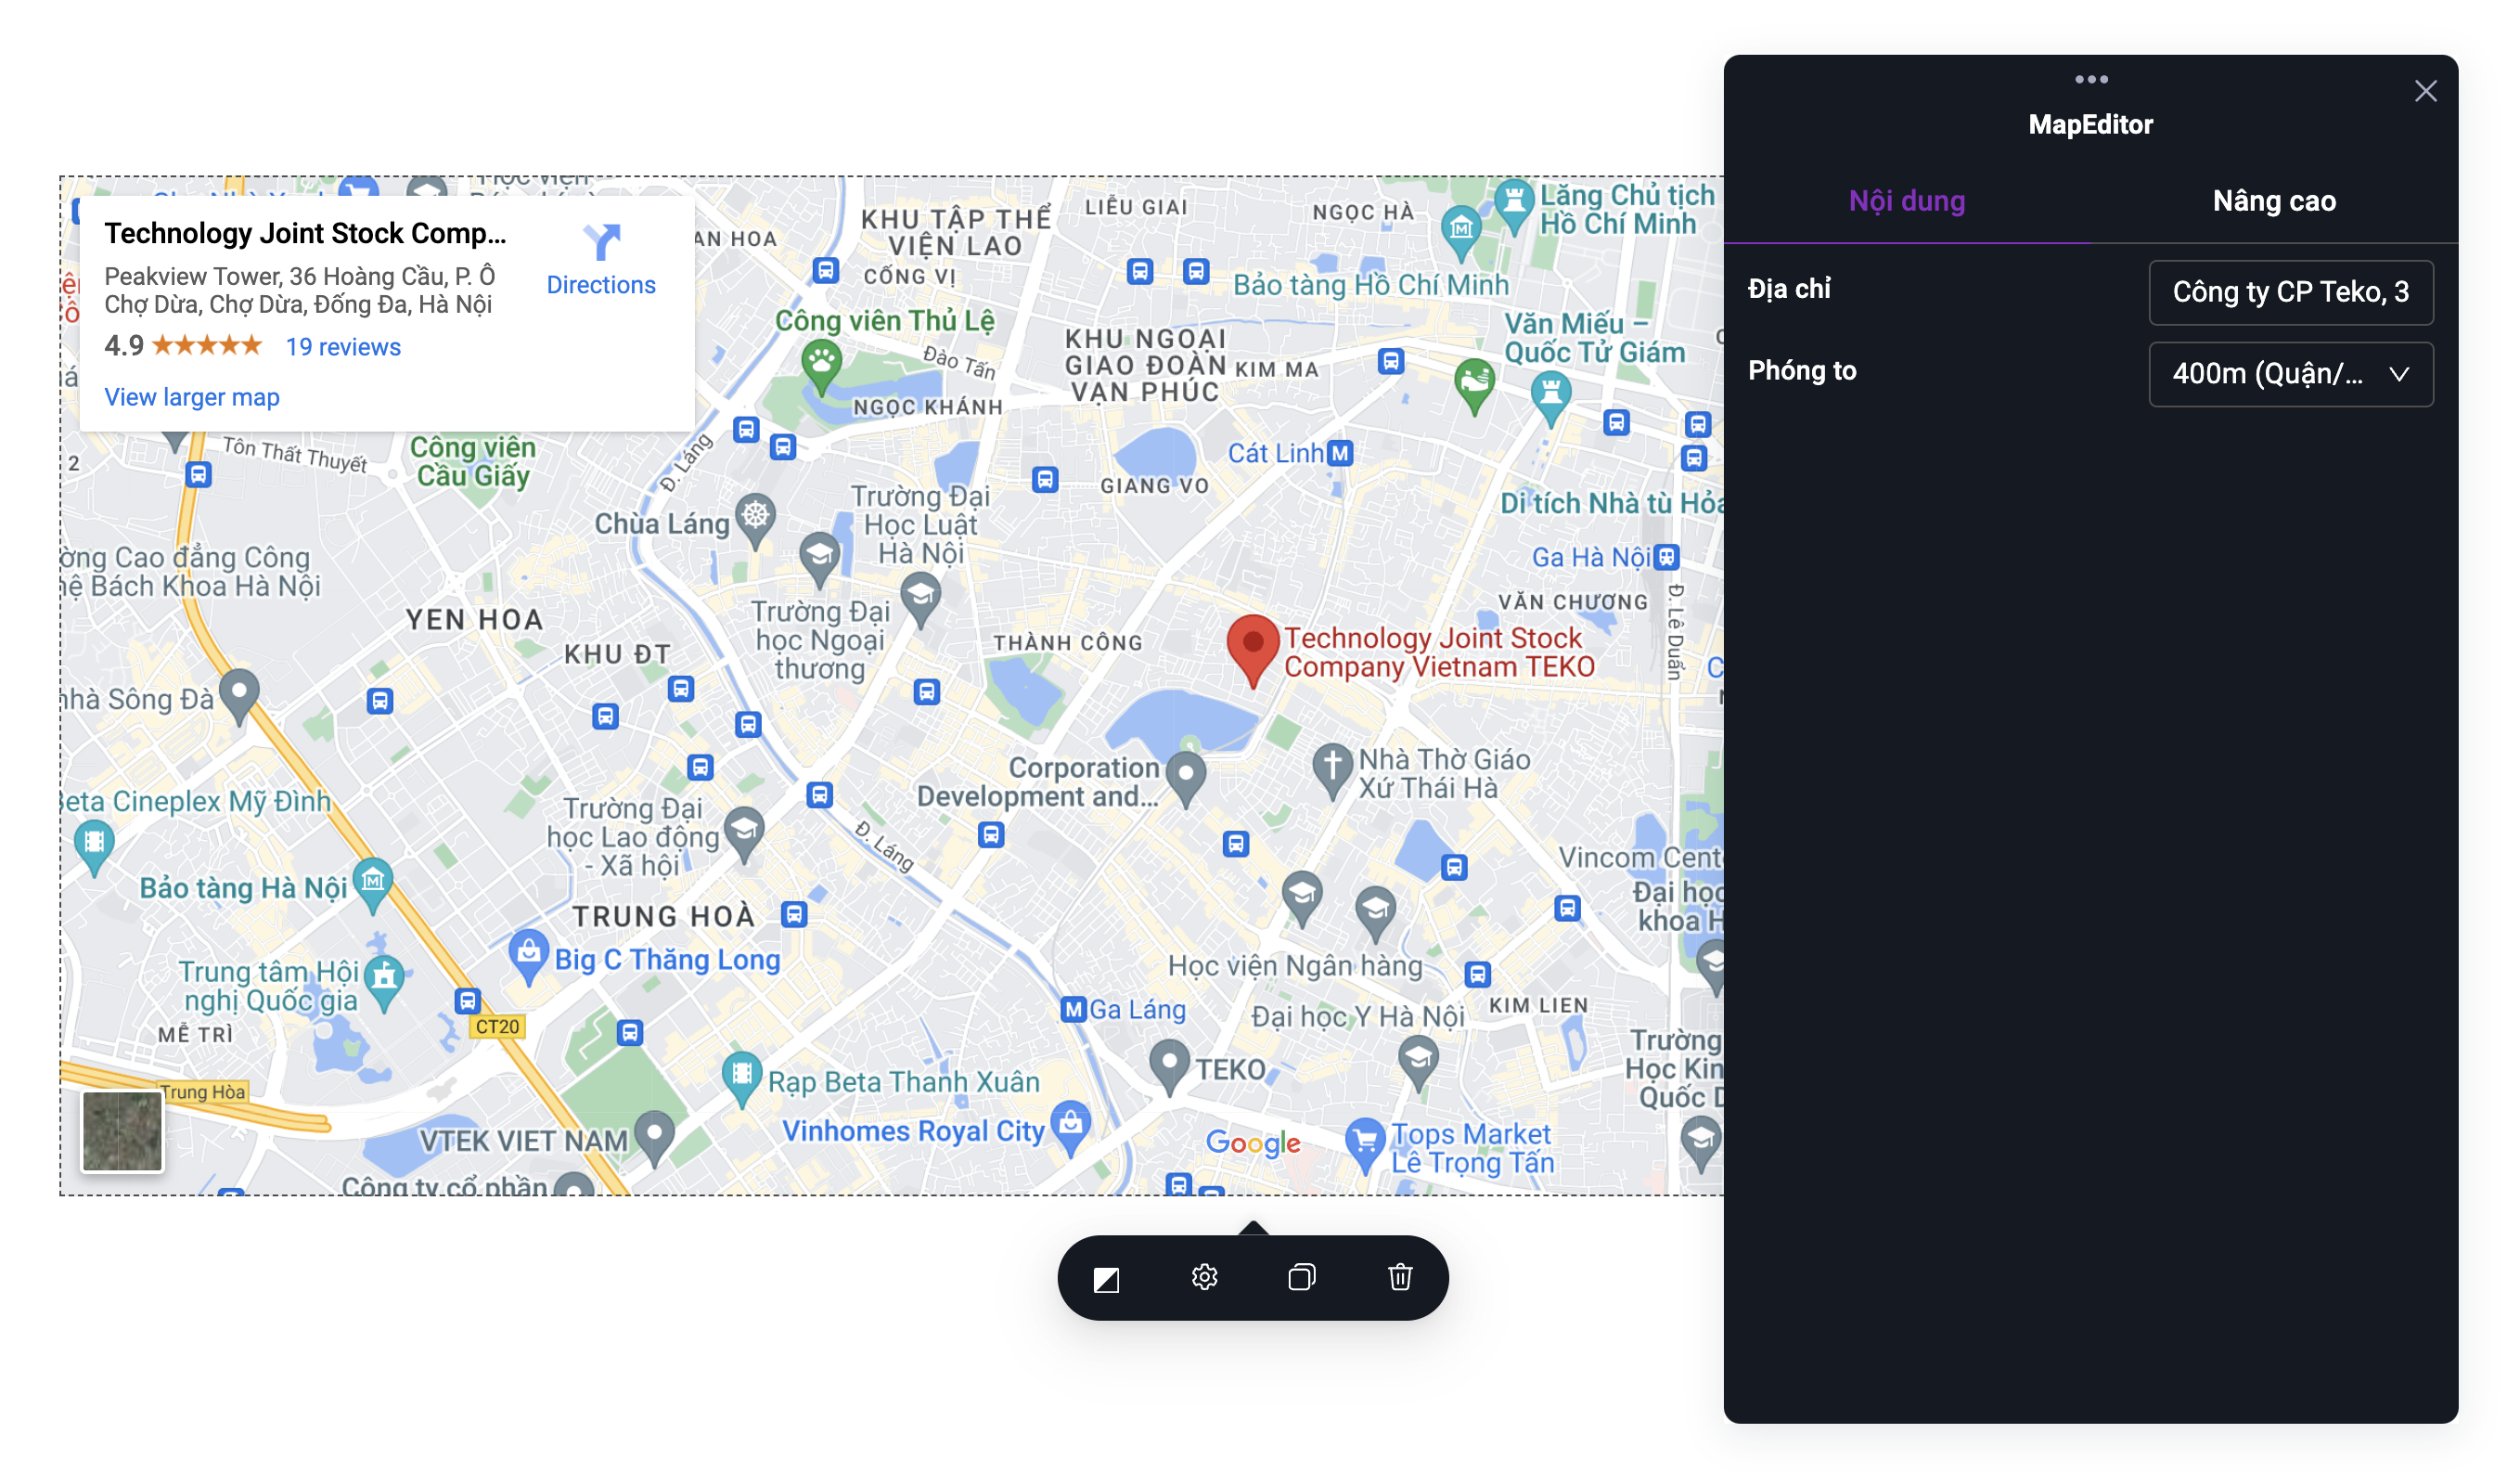 Technology Joint Stock Comp...
Peakview Tower, 36 Hoàng Cầu, P. Ô
Chợ Dừa, Chợ Dừa, Đống Đa, Hà Nội
4.9
19 reviews
Directions
View larger map
KHU TẬP THỂ
VIỆN LAO
LIỄU GIAI
NGỌC HÀ
Lăng Chủ tịch
Hồ Chí Minh
CỐNG VỊ
Bảo tàng Hồ Chí Minh
Công viên Thủ Lệ
Đào Tấn
KHU NGOẠI
GIAO ĐOÀN
VẠN PHÚC
KIM MA
Văn Miếu –
Quốc Tử Giám
NGỌC KHÁNH
2
Tôn Thất Thuyết
Công viên
Cầu Giấy
Đ. Láng
Cát Linh
M
GIANG VO
Chùa Láng
Trường Đại
Học Luật
Hà Nội
Di tích Nhà tù Hỏa
Ga Hà Nội
Đ. Lê Duẩn
Cao đẳng Công
Bách Khoa Hà Nội
YEN HOA
KHU ĐT
Trường Đại
học Ngoại
thương
THÀNH CÔNG
VĂN CHƯƠNG
Technology Joint Stock
Company Vietnam TEKO
nhà Sông Đà
Corporation
Development and...
Nhà Thờ Giáo
Xứ Thái Hà
Beta Cineplex Mỹ Đình
Trường Đại
học Lao động
- Xã hội
Đ. Láng
Vincom
Đại học
khoa
Bảo tàng Hà Nội
TRUNG HOÀ
Big C Thăng Long
Trung tâm Hội
nghị Quốc gia
Học viện Ngân hàng
MỄ TRÌ
CT20
M
Ga Láng
Đại học Y Hà Nội
KIM LIEN
Trường
Học
Quốc
Trung Hòa
Rạp Beta Thanh Xuân
TEKO
VTEK VIET NAM
Vinhomes Royal City
Google
Tops Market
Lê Trọng Tấn
Công ty cổ phần
MapEditor
Nội dung
Nâng cao
Địa chỉ
Công ty CP Teko, 3
Phóng to
400m (Quận/...